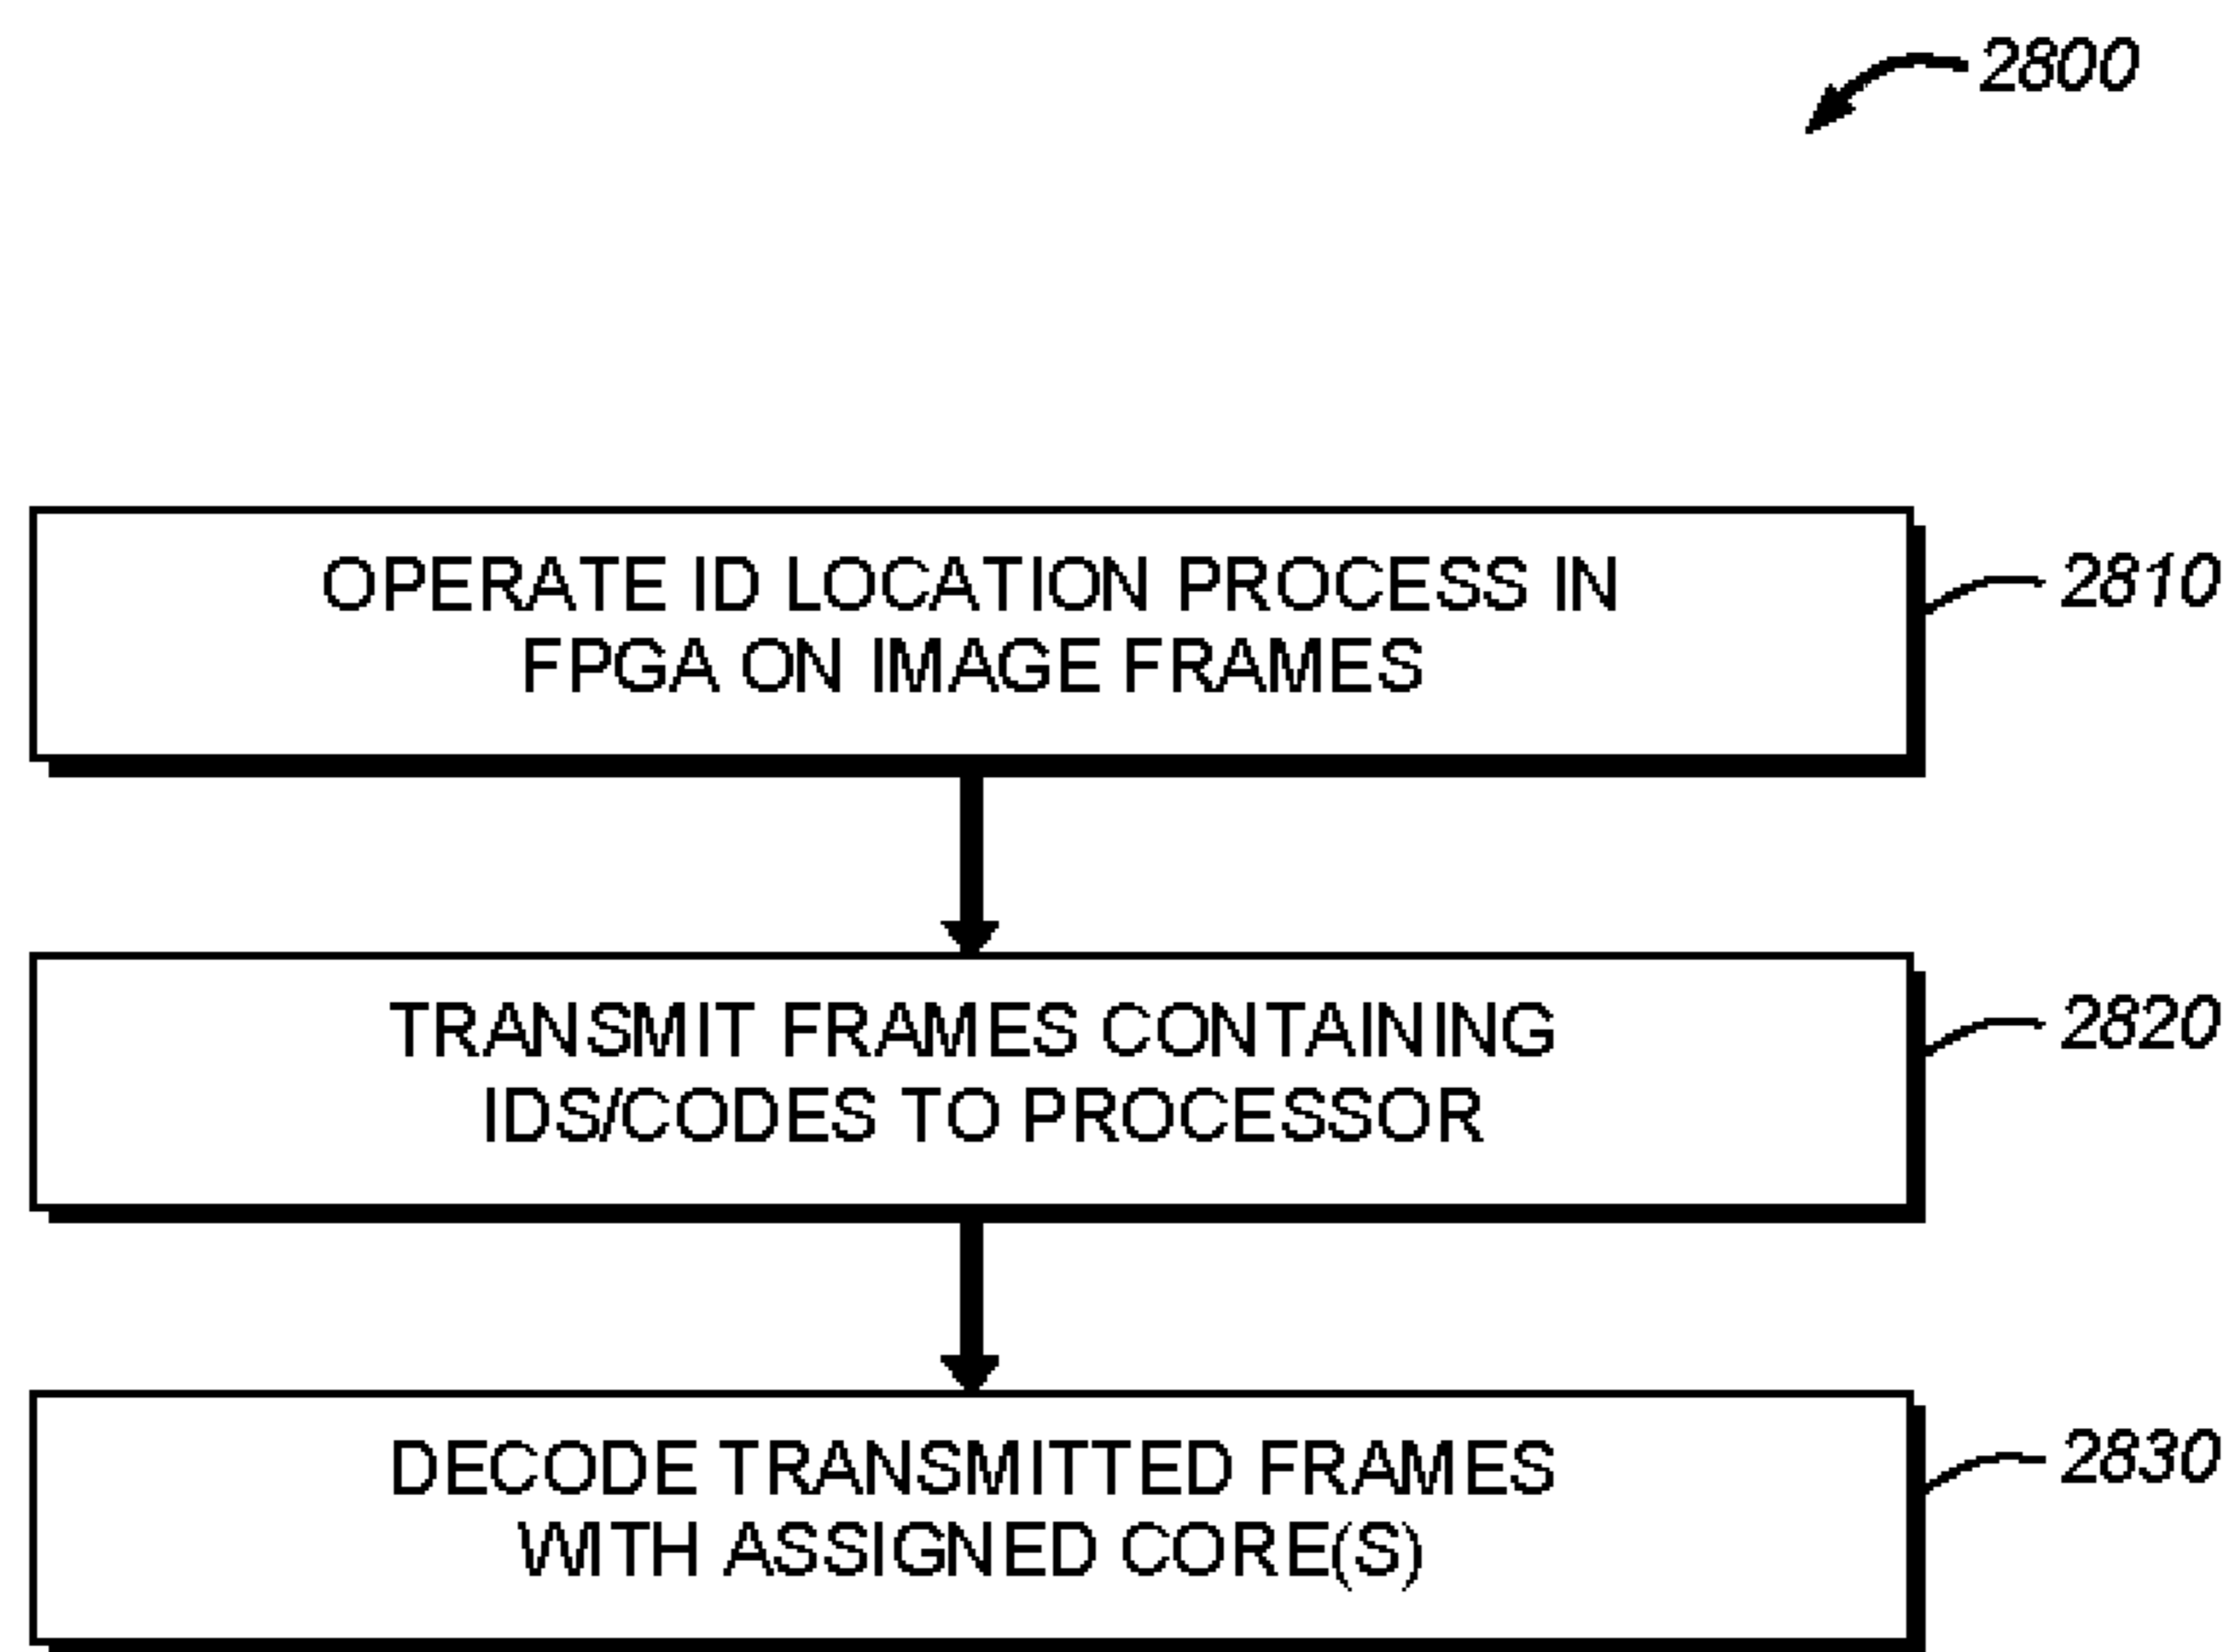 2800
OPERATE ID LOCATION PROCESS IN
FPGA ON IMAGE FRAMES
2810
TRANSMIT FRAMES CONTAINING
IDS/CODES TO PROCESSOR
2820
DECODE TRANSMITTED FRAMES
WITH ASSIGNED CORE(S)
2830